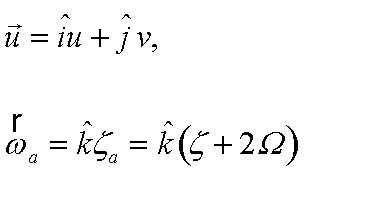 u⃗ = îu + ĵ v,
r
ω_a = k̂ζ_a = k̂(ζ + 2Ω)